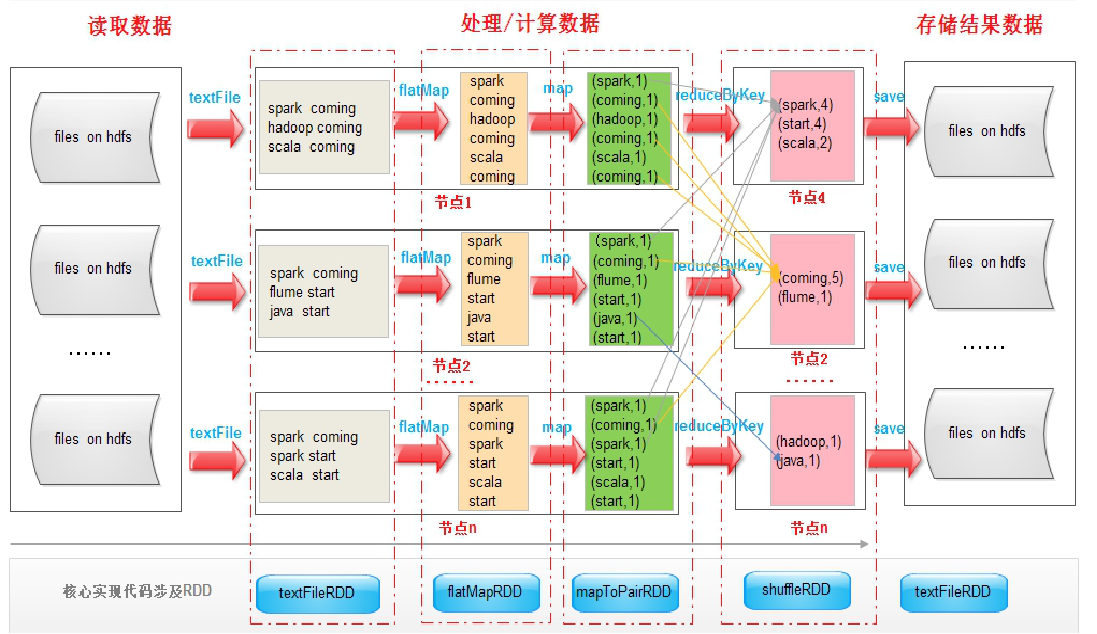 读取数据
处理/计算数据
存储结果数据
files on hdfs
textFile
spark coming
hadoop coming
scala coming
flatMap
spark
coming
hadoop
coming
scala
coming
map
(spark,1)
(coming,1)
(hadoop,1)
(coming,1)
(scala,1)
(coming,1)
reduceByKey
(spark,4)
(start,4)
(scala,2)
save
files on hdfs
节点1
节点4
files on hdfs
textFile
spark coming
flume start
java start
flatMap
spark
coming
flume
start
java
start
map
(spark,1)
(coming,1)
(flume,1)
(start,1)
(java,1)
(start,1)
reduceByKey
(coming,5)
(flume,1)
save
files on hdfs
......
节点2
......
节点2
......
......
files on hdfs
textFile
spark coming
spark start
scala start
flatMap
spark
coming
spark
start
scala
start
map
(spark,1)
(coming,1)
(spark,1)
(start,1)
(scala,1)
(start,1)
reduceByKey
(hadoop,1)
(java,1)
save
files on hdfs
节点n
节点n
核心实现代码涉及RDD
textFileRDD
flatMapRDD
mapToPairRDD
shuffleRDD
textFileRDD